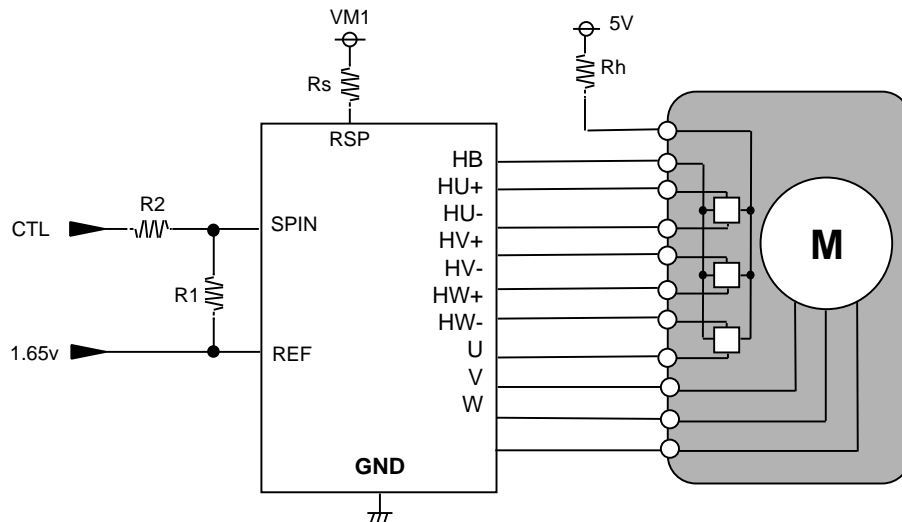 VM1
5V
Rs
Rh
RSP
HB
HU+
HU-
HV+
HV-
HW+
HW-
U
V
W
CTL
R2
SPIN
R1
1.65v
REF
GND
M